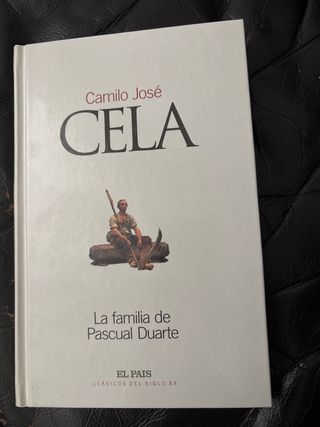 Camilo José
CELA
La familia de
Pascual Duarte
EL PAIS
CLÁSICOS DEL SIGLO XX